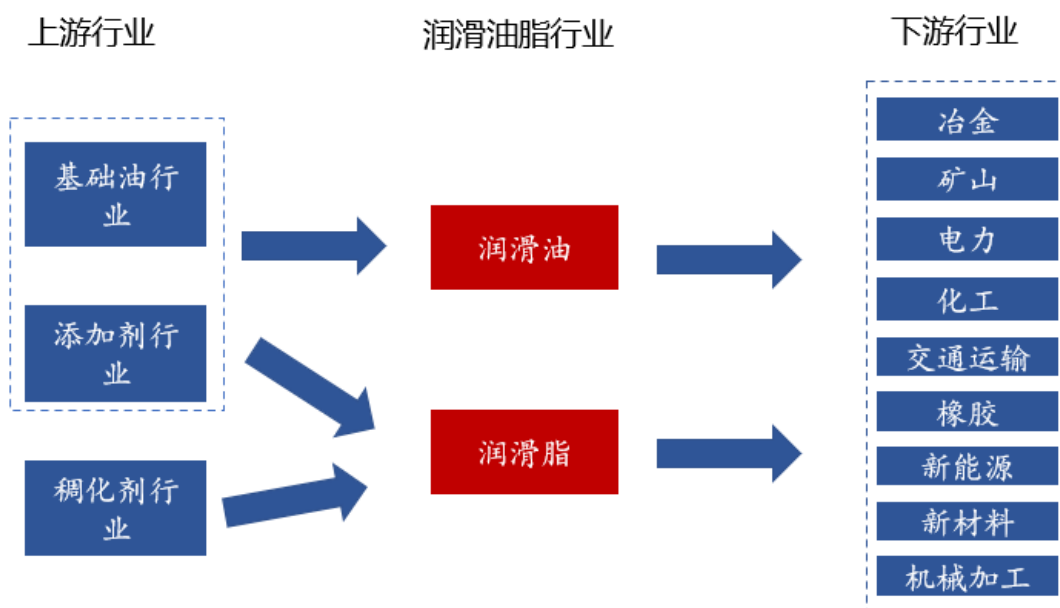 上游行业
润滑油脂行业
下游行业
基础油行
业
添加剂行
业
稠化剂行
业
润滑油
润滑脂
冶金
矿山
电力
化工
交通运输
橡胶
新能源
新材料
机械加工